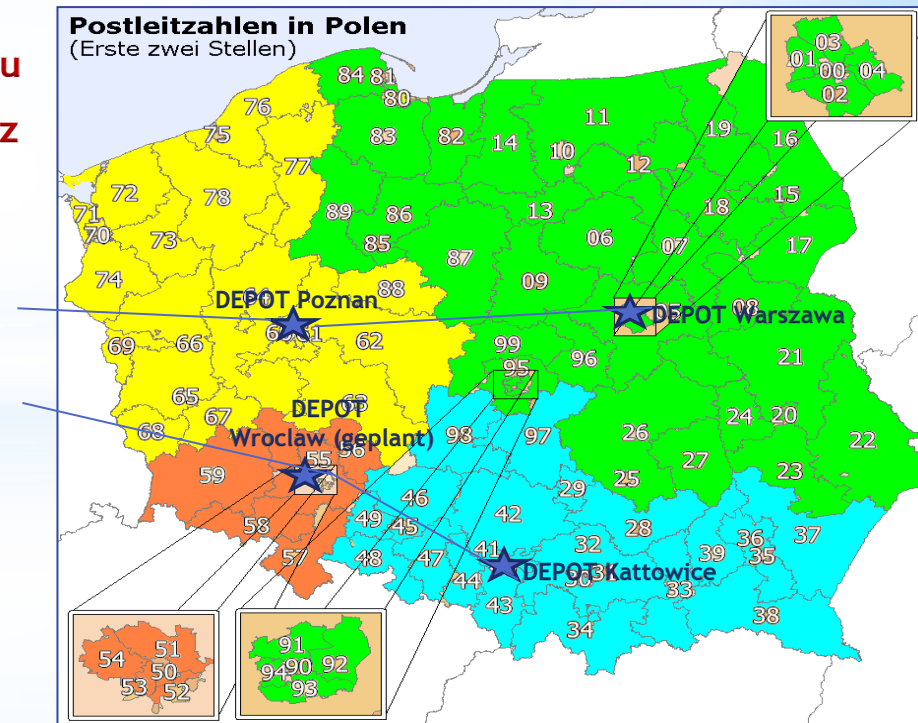 Postleitzahlen in Polen
(Erste zwei Stellen)
u
z
03
01 00 04
02
84 81
80
76
75
83 82 14 11 19 16
10 12
77
72 78
71
70
73
74
89 86 13 18 15
85 87 06 07 17
88 09 08
DEPOT Poznan
DEPOT Warszawa
61
69 66 62
99 96 21
95
65 67 63
68
DEPOT
Wroclaw (geplant)
98 97 26 24 20 22
27 23
25
59 55 56
58
57
46 42 29
49 45 28 36 37
48 47 41 32 39 35
44
DEPOT Kattowice
30 31 33
43 34 38
54 51
50
53 52
91
94 90 92
93